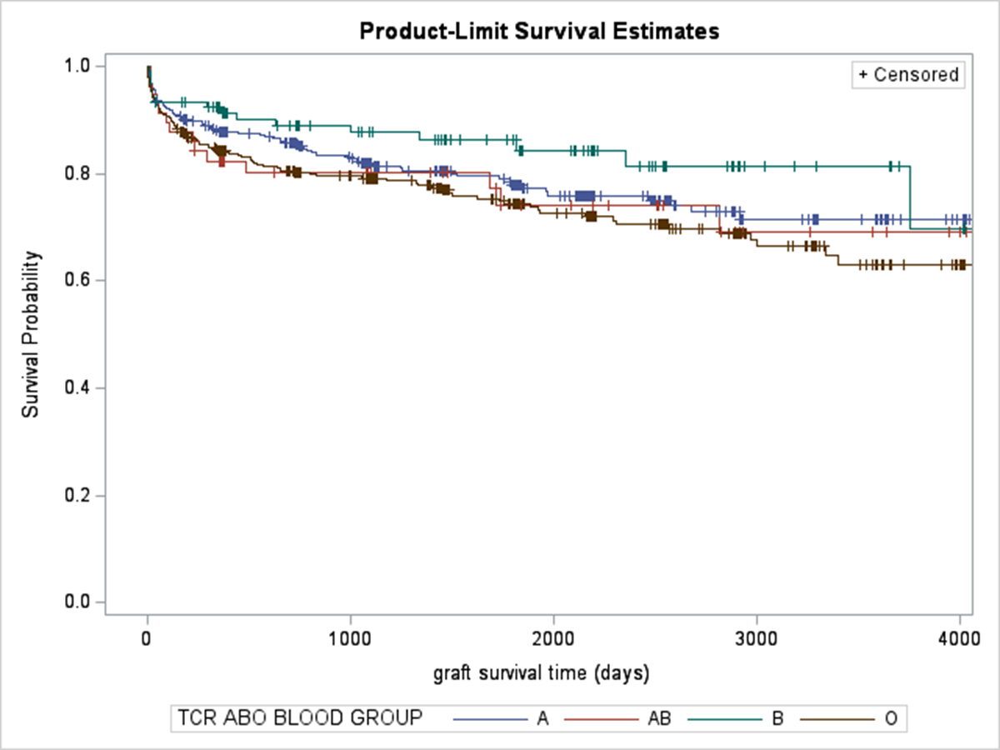 Product-Limit Survival Estimates
+ Censored
1.0
0.8
0.6
0.4
0.2
0.0
Survival Probability
0 1000 2000 3000 4000
graft survival time (days)
TCR ABO BLOOD GROUP A AB B O